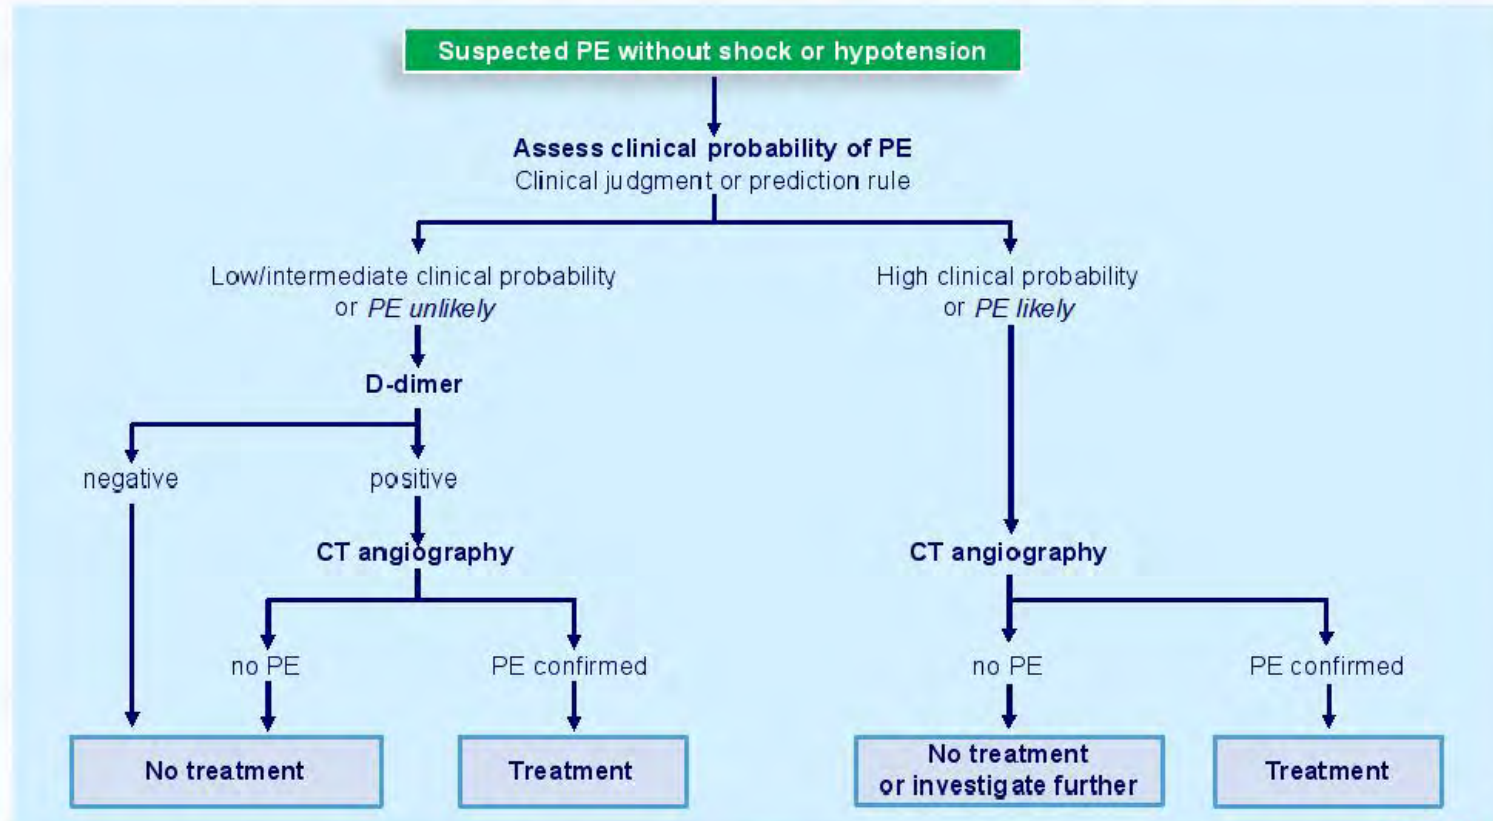 Suspected PE without shock or hypotension
Assess clinical probability of PE
Clinical judgment or prediction rule
Low/intermediate clinical probability
or PE unlikely
High clinical probability
or PE likely
D-dimer
negative
positive
CT angiography
CT angiography
no PE
PE confirmed
no PE
PE confirmed
No treatment
Treatment
No treatment
or investigate further
Treatment